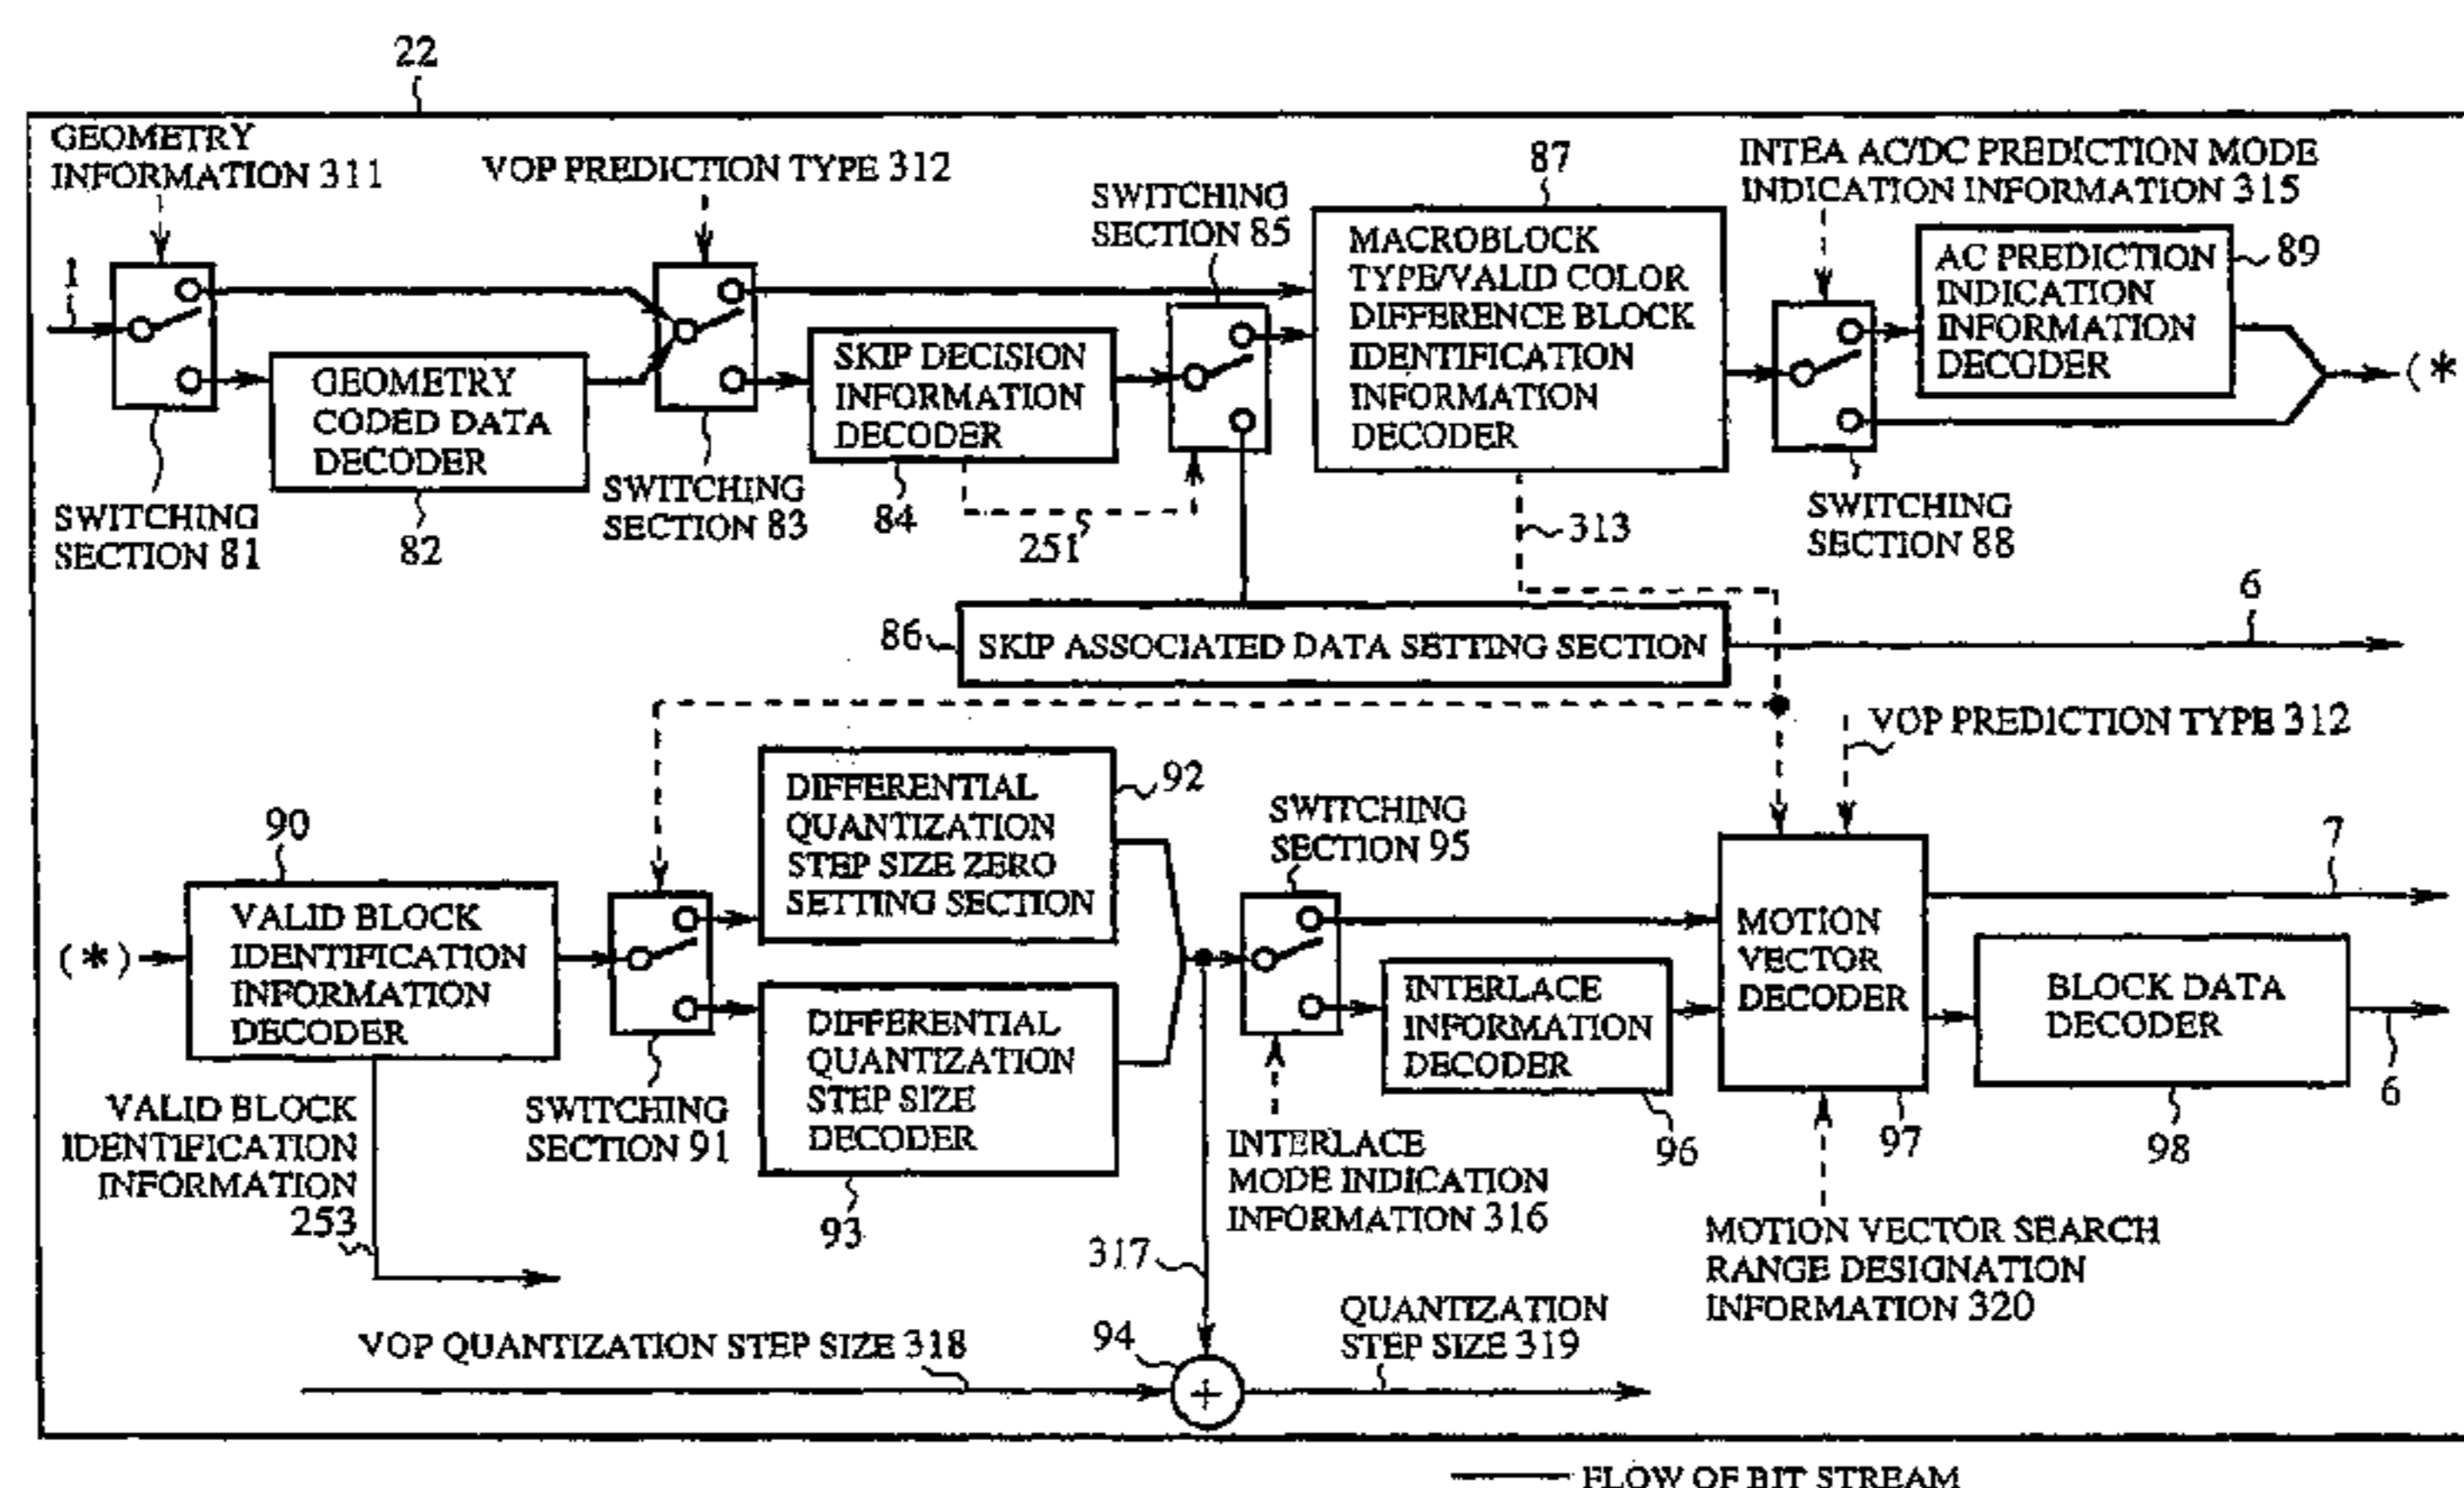 22
GEOMETRY
INFORMATION 311
VOP PREDICTION TYPE 312
SWITCHING
SECTION 85
87
INTEA AC/DC PREDICTION MODE
INDICATION INFORMATION 315
1
MACROBLOCK
TYPE/VALID COLOR
DIFFERENCE BLOCK
IDENTIFICATION
INFORMATION
DECODER
AC PREDICTION
INDICATION
INFORMATION
DECODER
89
(*
GEOMETRY
CODED DATA
DECODER
SKIP DECISION
INFORMATION
DECODER
SWITCHING
SECTION 81
82
SWITCHING
SECTION 83
84
251
313
SWITCHING
SECTION 88
6
86
SKIP ASSOCIATED DATA SETTING SECTION
VOP PREDICTION TYPE 312
90
DIFFERENTIAL
QUANTIZATION
STEP SIZE ZERO
SETTING SECTION
92
SWITCHING
SECTION 95
7
(*)
VALID BLOCK
IDENTIFICATION
INFORMATION
DECODER
DIFFERENTIAL
QUANTIZATION
STEP SIZE
DECODER
INTERLACE
INFORMATION
DECODER
MOTION
VECTOR
DECODER
BLOCK DATA
DECODER
6
VALID BLOCK
IDENTIFICATION
INFORMATION
253
SWITCHING
SECTION 91
93
INTERLACE
MODE INDICATION
INFORMATION 316
96
97
98
317
MOTION VECTOR SEARCH
RANGE DESIGNATION
INFORMATION 320
VOP QUANTIZATION STEP SIZE 318
94
+
QUANTIZATION
STEP SIZE 319
FLOW OF BIT STREAM